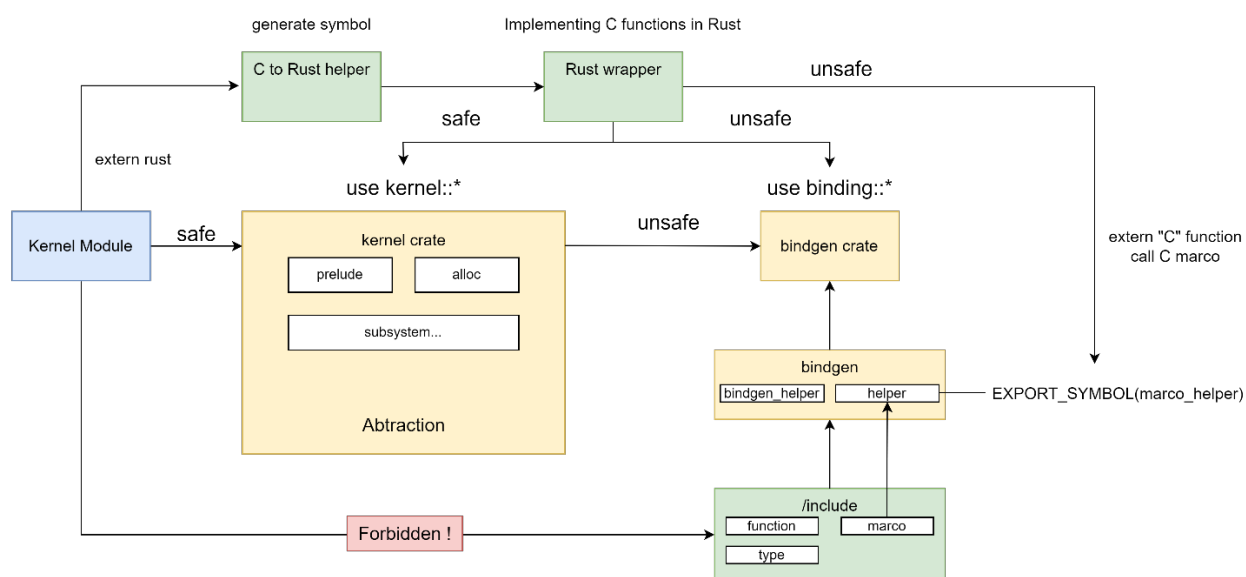 generate symbol
Implementing C functions in Rust
C to Rust helper
Rust wrapper
unsafe
safe
unsafe
extern rust
use kernel::*
use binding::*
Kernel Module
safe
kernel crate
unsafe
bindgen crate
extern "C" function
call C marco
prelude
alloc
subsystem...
bindgen
bindgen_helper
helper
EXPORT_SYMBOL(marco_helper)
Abtraction
/include
function
marco
Forbidden !
type